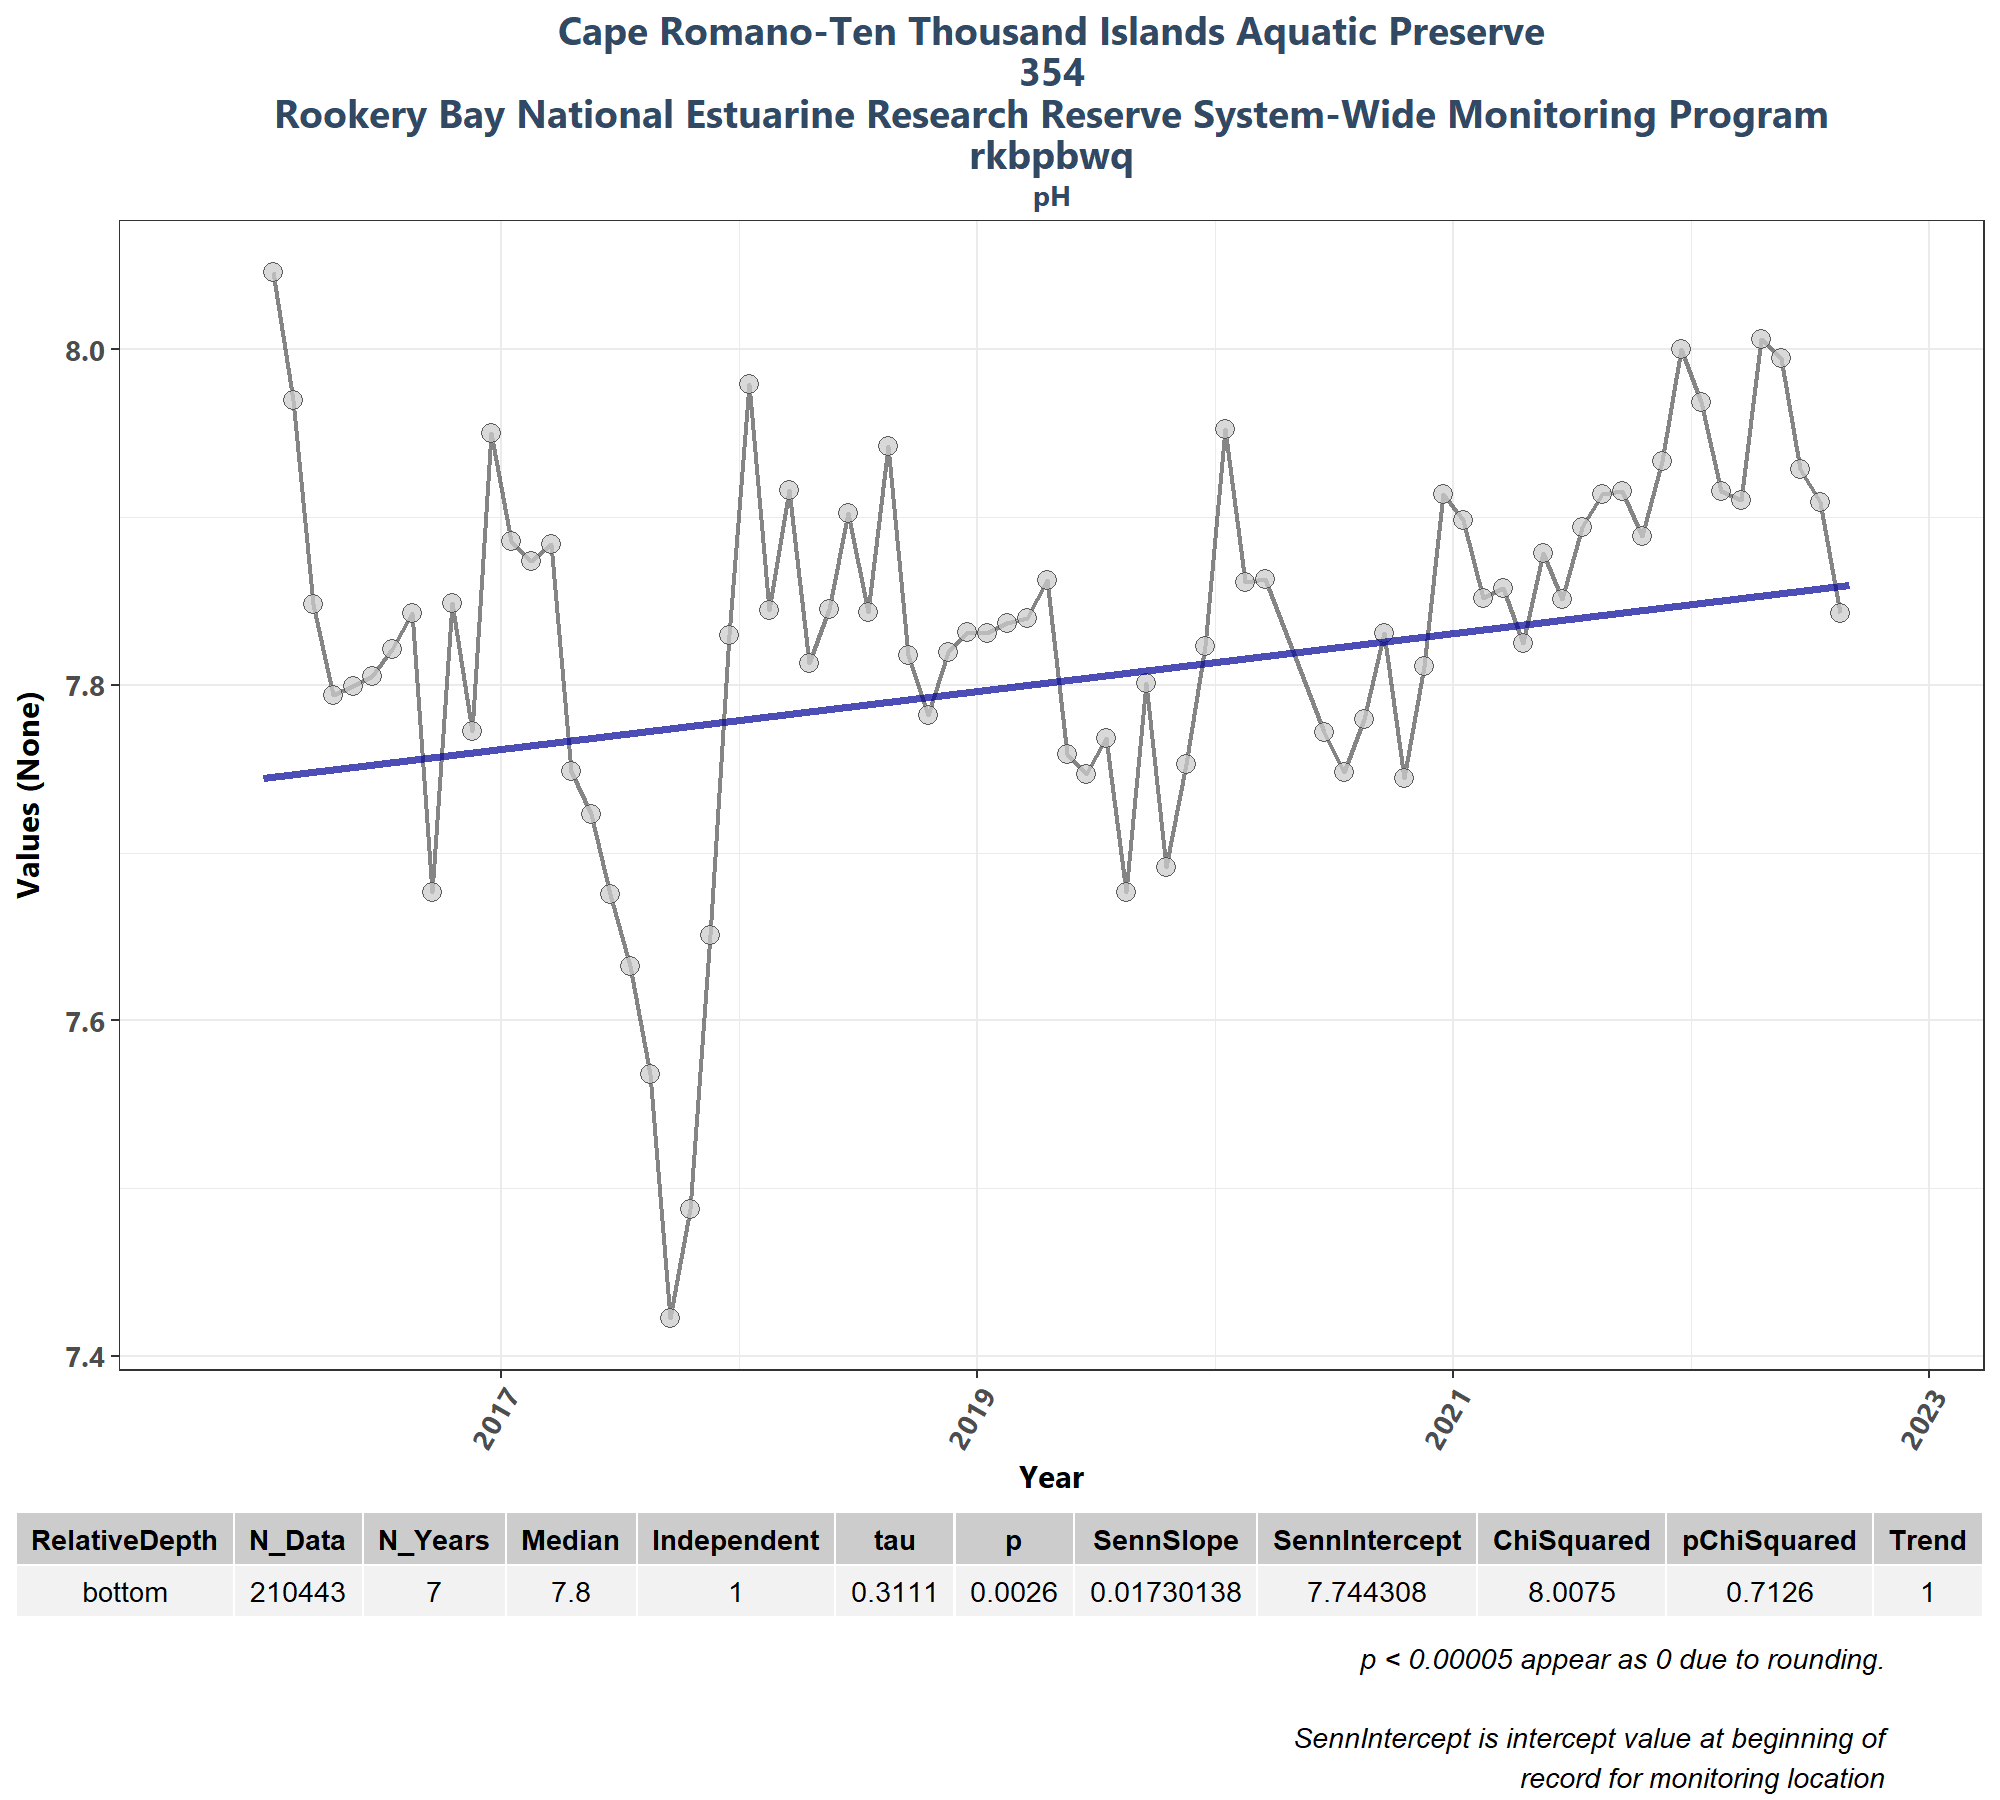 Cape Romano-Ten Thousand Islands Aquatic Preserve
354
Rookery Bay National Estuarine Research Reserve System-Wide Monitoring Program
rkbpbwq
pH
Values (None)
8.0
7.8
7.6
7.4
2017 2019 2021 2023
Year
RelativeDepth N_Data N_Years Median Independent tau p SennSlope SennIntercept ChiSquared pChiSquared Trend
bottom 210443 7 7.8 1 0.3111 0.0026 0.01730138 7.744308 8.0075 0.7126 1
p < 0.00005 appear as 0 due to rounding.
SennIntercept is intercept value at beginning of
record for monitoring location